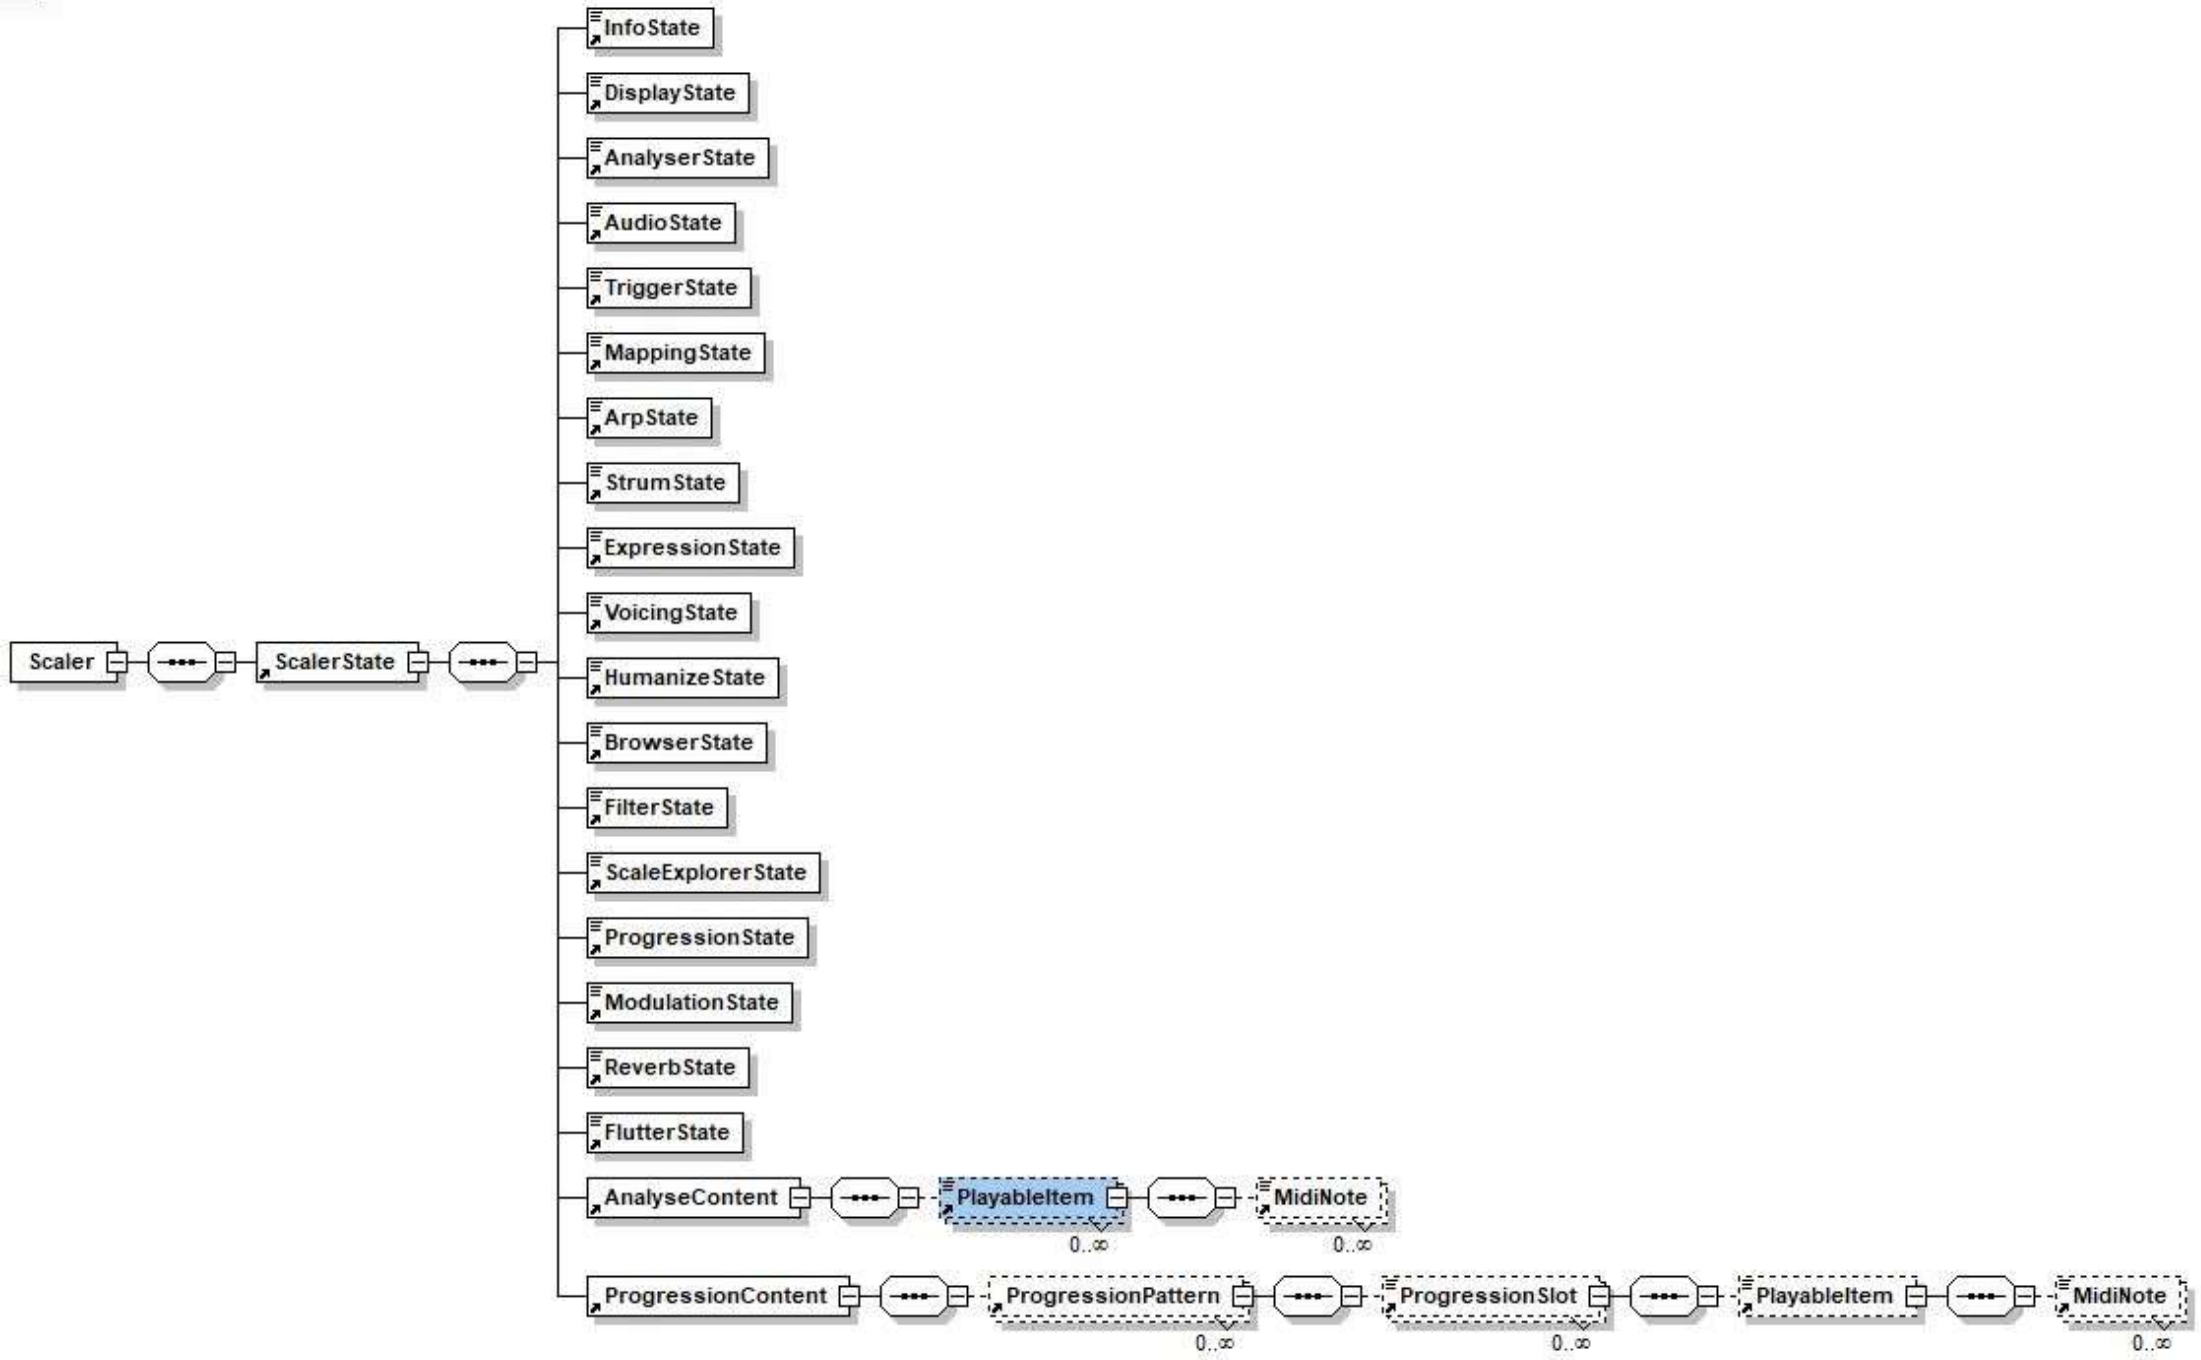 InfoState
DisplayState
AnalyserState
AudioState
TriggerState
MappingState
ArpState
StrumState
ExpressionState
VoicingState
Scaler ScalerState
HumanizeState
BrowserState
FilterState
ScaleExplorerState
ProgressionState
ModulationState
ReverbState
FlutterState
AnalyseContent PlayableItem MidiNote
0..∞ 0..∞
ProgressionContent ProgressionPattern ProgressionSlot PlayableItem MidiNote
0..∞ 0..∞ 0..∞